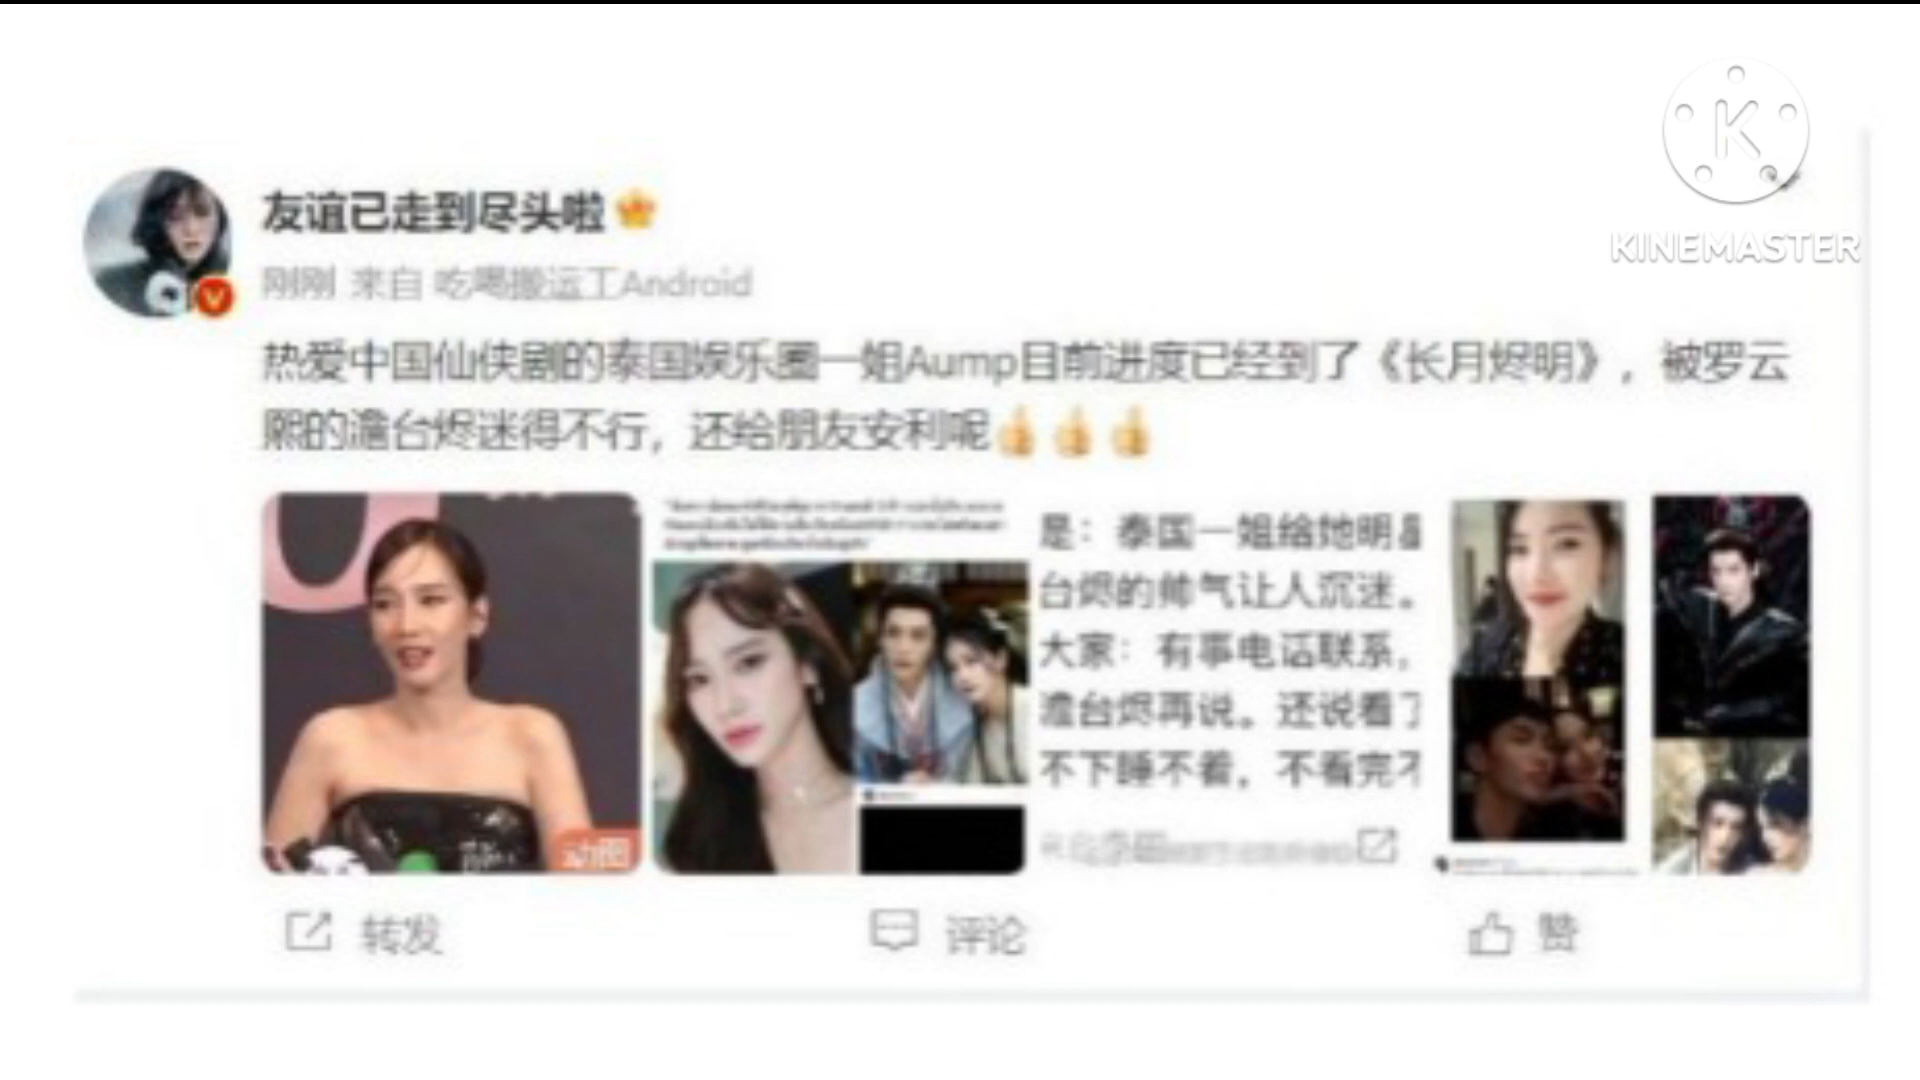 KINEMASTER
友谊已走到尽头啦
刚刚 来自 吃喝搬运工Android
热爱中国仙侠剧的泰国娱乐圈一姐Aump目前进度已经到了《长月烬明》，被罗云
熙的澹台烬迷得不行，还给朋友安利呢👍👍👍
是：泰国一姐给她明
台烬的帅气让人沉迷。
大家：有事电话联系，
澹台烬再说。还说看了
不下睡不着，不看完不
动图
转发
评论
赞